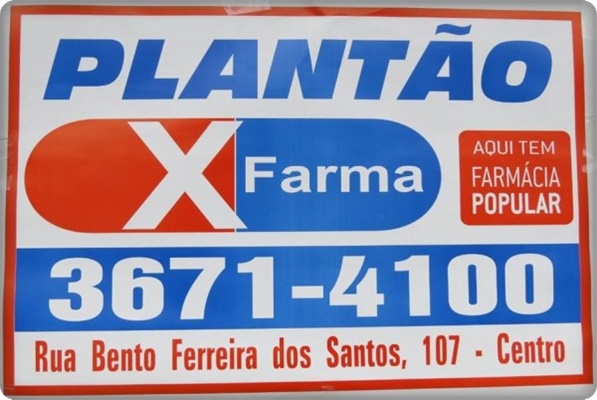 PLANTÃO
X Farma
AQUI TEM
FARMÁCIA
POPULAR
3671-4100
Rua Bento Ferreira dos Santos, 107 - Centro